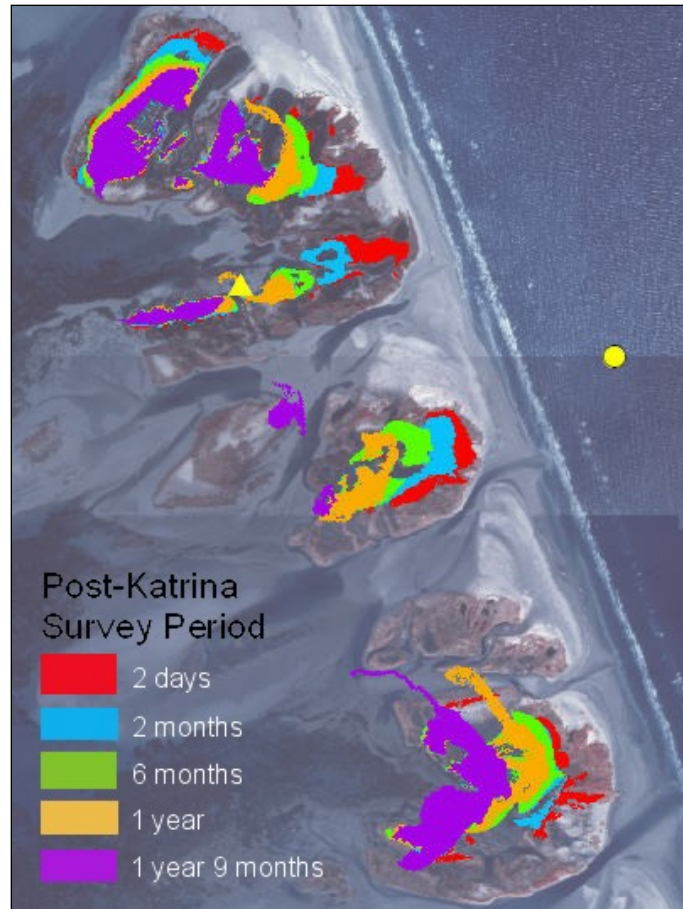 Post-Katrina
Survey Period
2 days
2 months
6 months
1 year
1 year 9 months